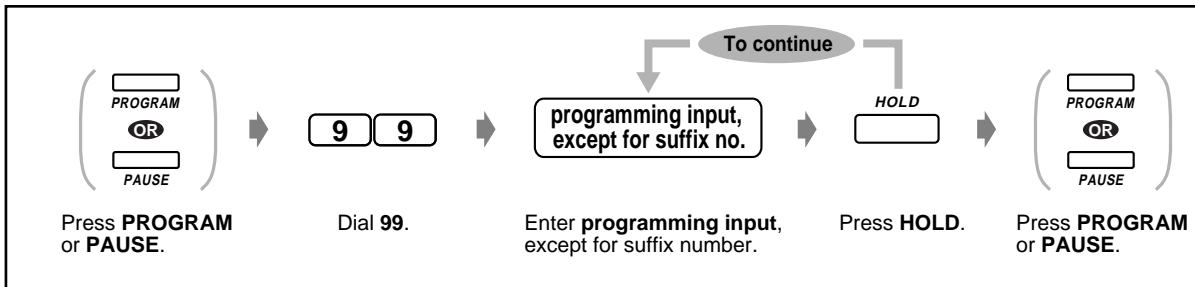 To continue
PROGRAM
OR
PAUSE
9 9
programming input,
except for suffix no.
HOLD
PROGRAM
OR
PAUSE
Press PROGRAM
or PAUSE.
Dial 99.
Enter programming input,
except for suffix number.
Press HOLD.
Press PROGRAM
or PAUSE.